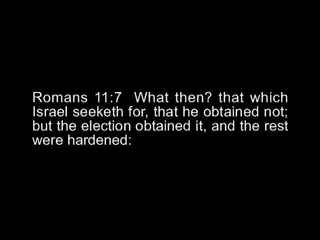 Romans 11:7  What then? that which
Israel seeketh for, that he obtained not;
but the election obtained it, and the rest
were hardened: